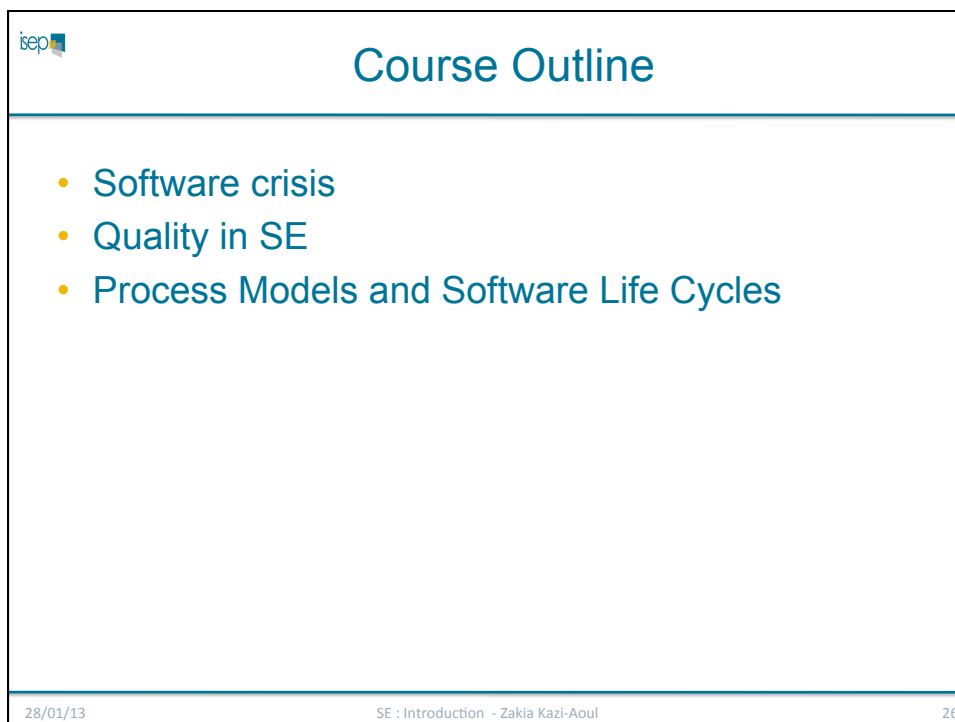 isep
Course Outline
• Software crisis
• Quality in SE
• Process Models and Software Life Cycles
28/01/13 SE : Introduction - Zakia Kazi-Aoul 26